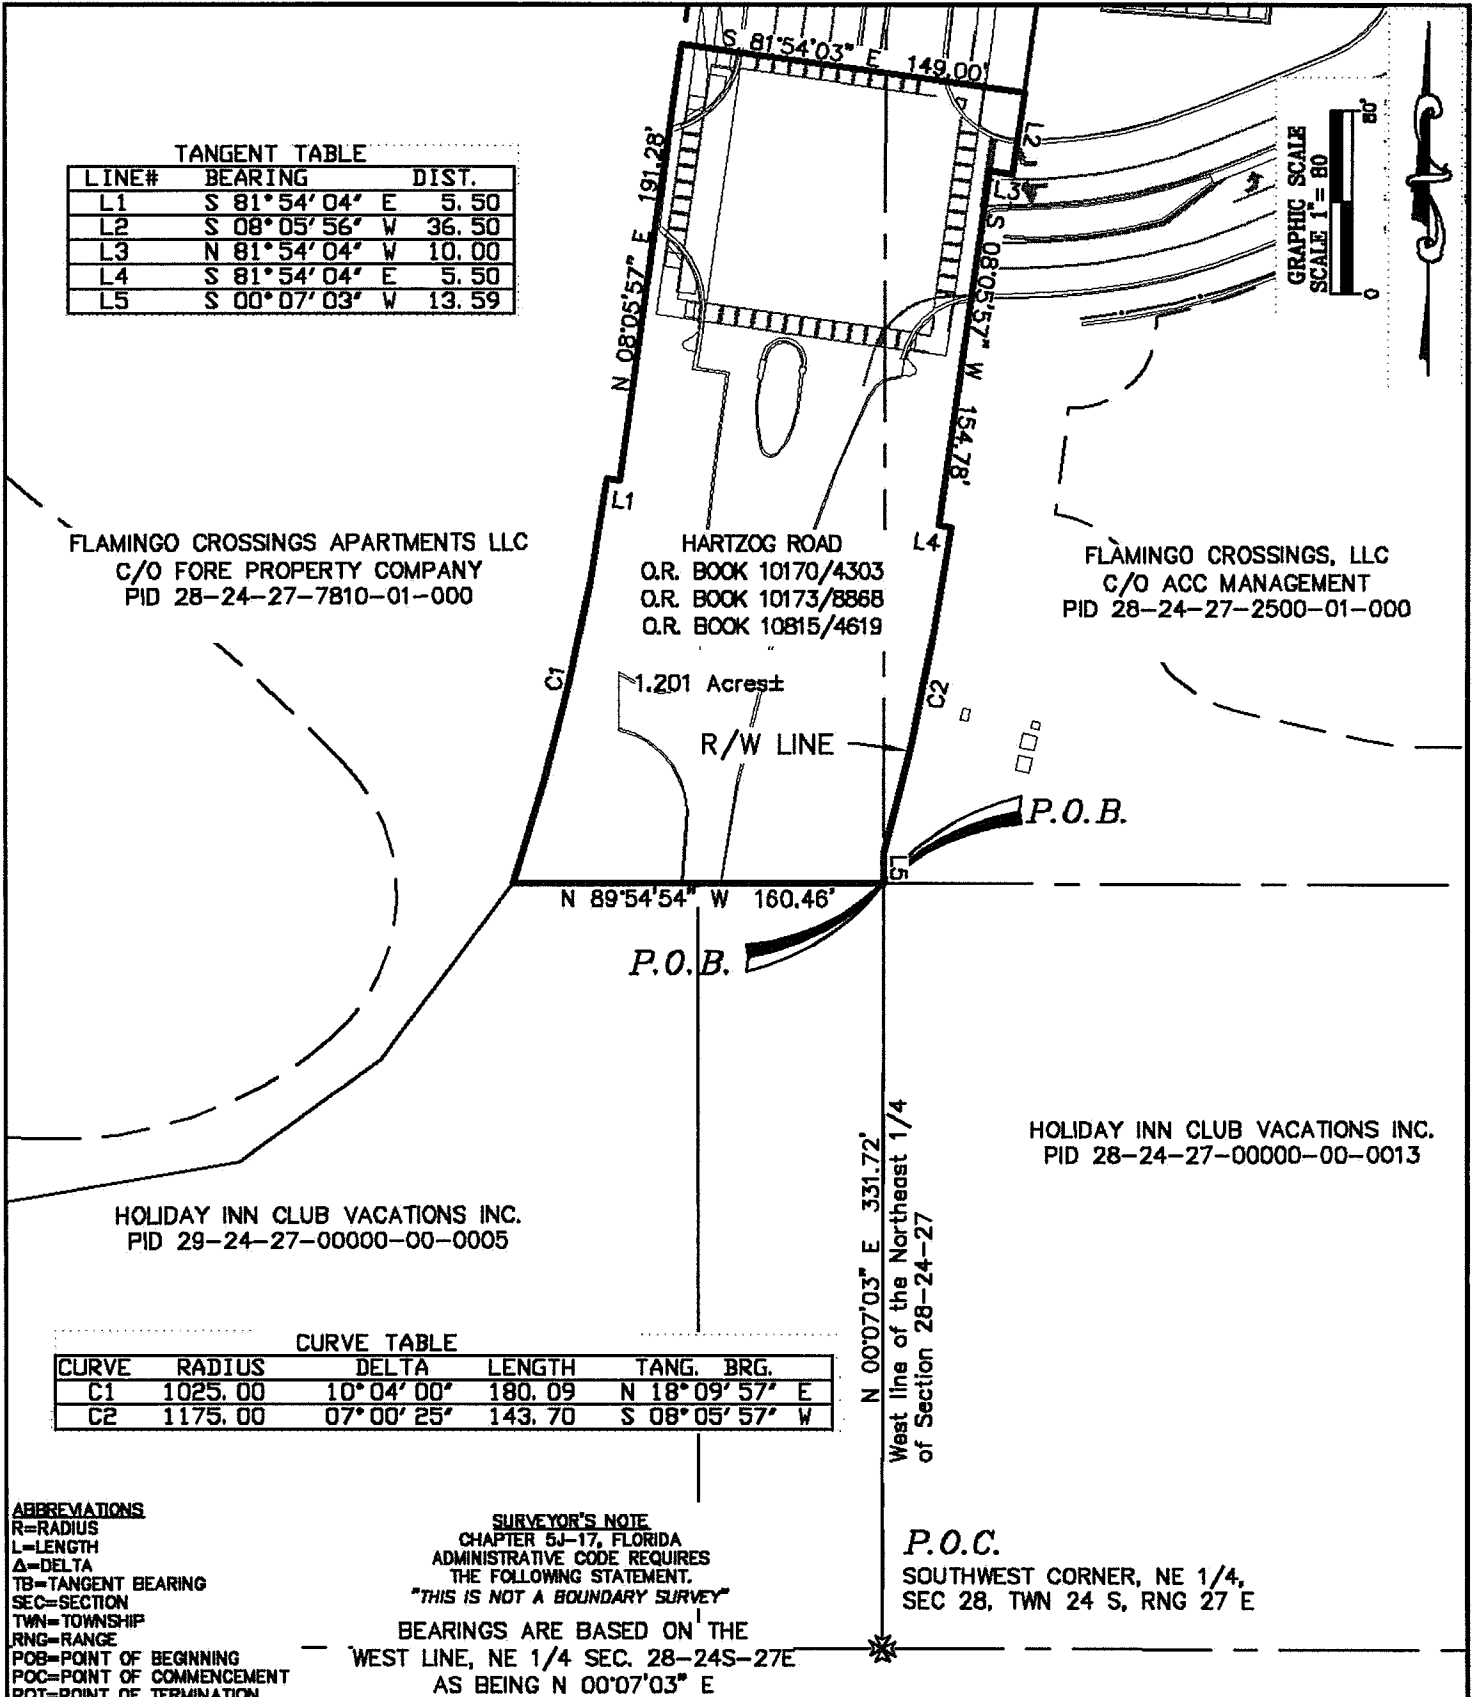 S 81°54'03" E 149.00'
TANGENT TABLE
LINE# BEARING DIST.
L1 S 81°54'04" E 5.50
L2 S 08°05'56" W 36.50
L3 N 81°54'04" W 10.00
L4 S 81°54'04" E 5.50
L5 S 00°07'03" W 13.59
N 08°05'57" E 191.28'
L2
L3
S 08°05'57" W 154.78'
GRAPHIC SCALE
SCALE 1"= 80
0 80'
L1
L4
FLAMINGO CROSSINGS APARTMENTS LLC
C/O FORE PROPERTY COMPANY
PID 28-24-27-7810-01-000
HARTZOG ROAD
O.R. BOOK 10170/4303
O.R. BOOK 10173/8868
O.R. BOOK 10815/4619
FLAMINGO CROSSINGS, LLC
C/O ACC MANAGEMENT
PID 28-24-27-2500-01-000
C1
1.201 Acres±
C2
R/W LINE
P.O.B.
L5
N 89°54'54" W 160.46'
P.O.B.
N 00°07'03" E 331.72'
West line of the Northeast 1/4
of Section 28-24-27
HOLIDAY INN CLUB VACATIONS INC.
PID 28-24-27-00000-00-0013
HOLIDAY INN CLUB VACATIONS INC.
PID 29-24-27-00000-00-0005
CURVE TABLE
CURVE RADIUS DELTA LENGTH TANG. BRG.
C1 1025.00 10°04'00" 180.09 N 18°09'57" E
C2 1175.00 07°00'25" 143.70 S 08°05'57" W
ABBREVIATIONS
R=RADIUS
L=LENGTH
Δ=DELTA
TB=TANGENT BEARING
SEC=SECTION
TWN=TOWNSHIP
RNG=RANGE
POB=POINT OF BEGINNING
POC=POINT OF COMMENCEMENT
POT=POINT OF TERMINATION
SURVEYOR'S NOTE
CHAPTER 5J-17, FLORIDA
ADMINISTRATIVE CODE REQUIRES
THE FOLLOWING STATEMENT.
"THIS IS NOT A BOUNDARY SURVEY"
BEARINGS ARE BASED ON THE
WEST LINE, NE 1/4 SEC. 28-24S-27E
AS BEING N 00°07'03" E
P.O.C.
SOUTHWEST CORNER, NE 1/4,
SEC 28, TWN 24 S, RNG 27 E